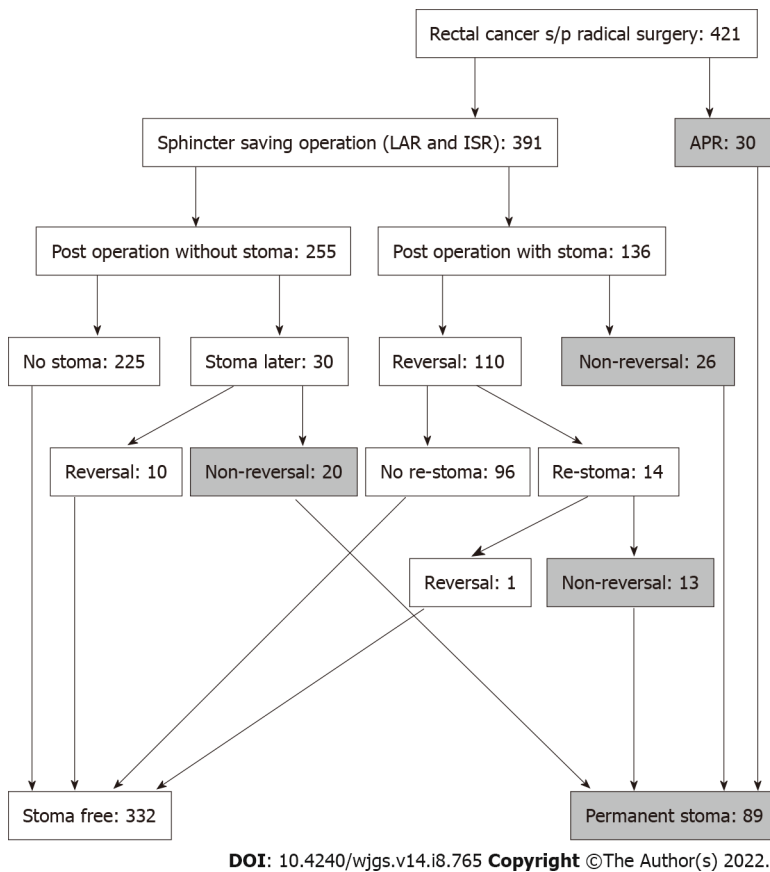 Rectal cancer s/p radical surgery: 421
Sphincter saving operation (LAR and ISR): 391
APR: 30
Post operation without stoma: 255
Post operation with stoma: 136
No stoma: 225
Stoma later: 30
Reversal: 110
Non-reversal: 26
Reversal: 10
Non-reversal: 20
No re-stoma: 96
Re-stoma: 14
Reversal: 1
Non-reversal: 13
Stoma free: 332
Permanent stoma: 89
DOI: 10.4240/wjgs.v14.i8.765 Copyright ©The Author(s) 2022.